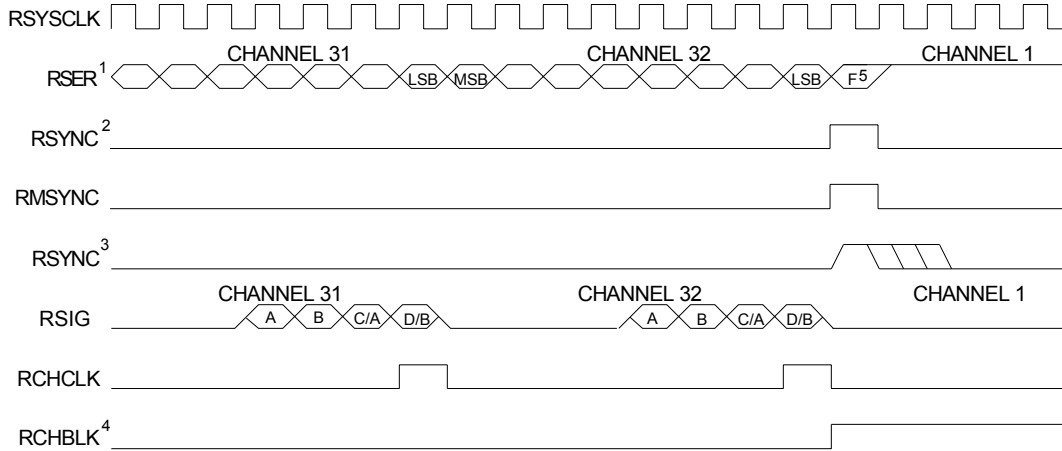 RSYSCLK
CHANNEL 31 CHANNEL 32 CHANNEL 1
RSER1 LSB MSB LSB F5
RSYNC2
RMSYNC
RSYNC3
CHANNEL 31 CHANNEL 32 CHANNEL 1
RSIG A B C/A D/B A B C/A D/B
RCHCLK
RCHBLK4